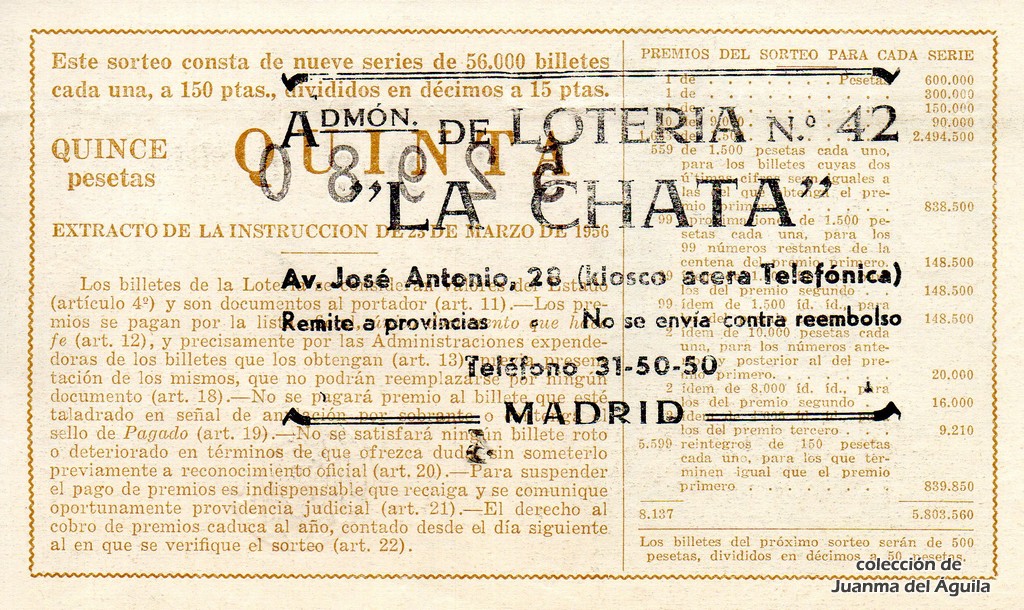 Este sorteo consta de nueve series de 56.000 billetes
cada una, a 150 ptas., divididos en décimos a 15 ptas.
QUINCE
pesetas
QUINTA
EXTRACTO DE LA INSTRUCCION DE 23 DE MARZO DE 1956
Los billetes de la Lotería se consideran
(artículo 4º) y son documentos al portador (art. 11).—Los pre-
mios se pagan por la lista que
fe (art. 12), y precisamente por las Administraciones expende-
doras de los billetes que los obtengan (art. 13), previa presen-
tación de los mismos, que no podrán reemplazarse por ningún
documento (art. 18).—No se pagará premio al billete que esté
taladrado en señal de anulación por sobrante o
sello de Pagado (art. 19).—No se satisfará ningún billete roto
o deteriorado en términos de que ofrezca duda, sin someterlo
previamente a reconocimiento oficial (art. 20).—Para suspender
el pago de premios es indispensable que recaiga y se comunique
oportunamente providencia judicial (art. 21).—El derecho al
cobro de premios caduca al año, contado desde el día siguiente
al en que se verifique el sorteo (art. 22).
PREMIOS DEL SORTEO PARA CADA SERIE
1 de . . . . . . . . Pesetas 600.000
1 de . . . . . . . . 300.000
de . . . . . . . . 150.000
90.000
2.494.500
559 de 1.500 pesetas cada uno,
para los billetes cuyas dos
últimas cifras sean iguales a
las del que obtenga el pre-
mio primero . . . . . 838.500
99 aproximaciones de 1.500 pe-
setas cada una, para los
99 números restantes de la
centena del premio primero. 148.500
los del premio segundo . . 148.500
99 ídem de 1.500 íd. íd., para
148.500
2 ídem de 10.000 pesetas cada
una, para los números ante-
rior y posterior al del pre-
mio primero. . . . . . 20.000
2 ídem de 8.000 íd. íd., para
los del premio segundo . . 16.000
los del premio tercero . . . 9.210
5.599 reintegros de 150 pesetas
cada uno, para los que ter-
minen igual que el premio
primero . . . . . . . 839.850
8.137 5.803.560
Los billetes del próximo sorteo serán de 500
pesetas, divididos en décimos a 50 pesetas.
ADMÓN. DE LOTERIA N.º 42
"LA CHATA"
Av. José Antonio, 28 (kiosco acera Telefónica)
Remite a provincias . No se envía contra reembolso
Teléfono 31-50-50
MADRID
colección de
Juanma del Águila